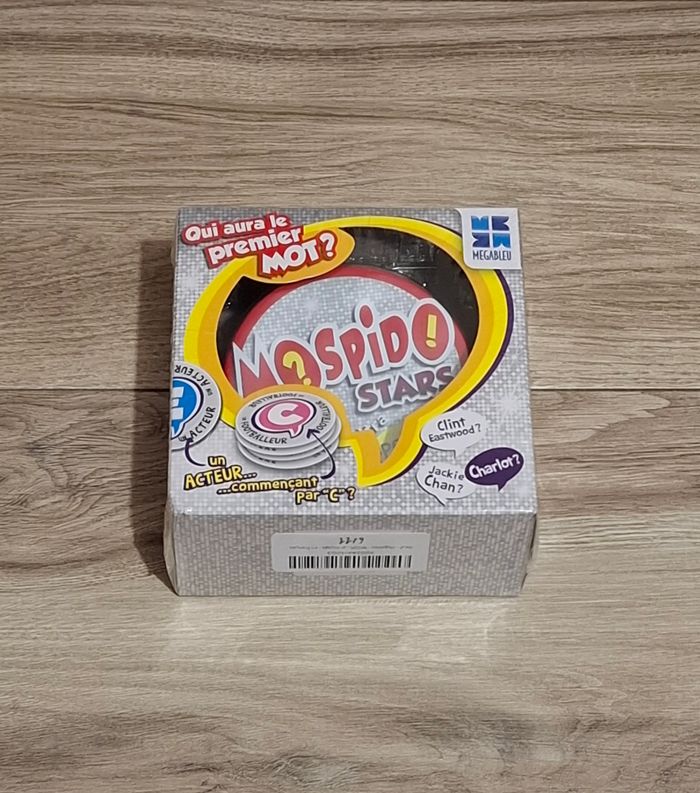 Qui aura le
premier
MOT?
MEGABLEU
MOSPIDO
STARS
UN ACTEUR
C
FOOTBALLEUR
un
ACTEUR...
...commençant
par "C"?
Clint
Eastwood?
Jackie
Chan?
Charlot?